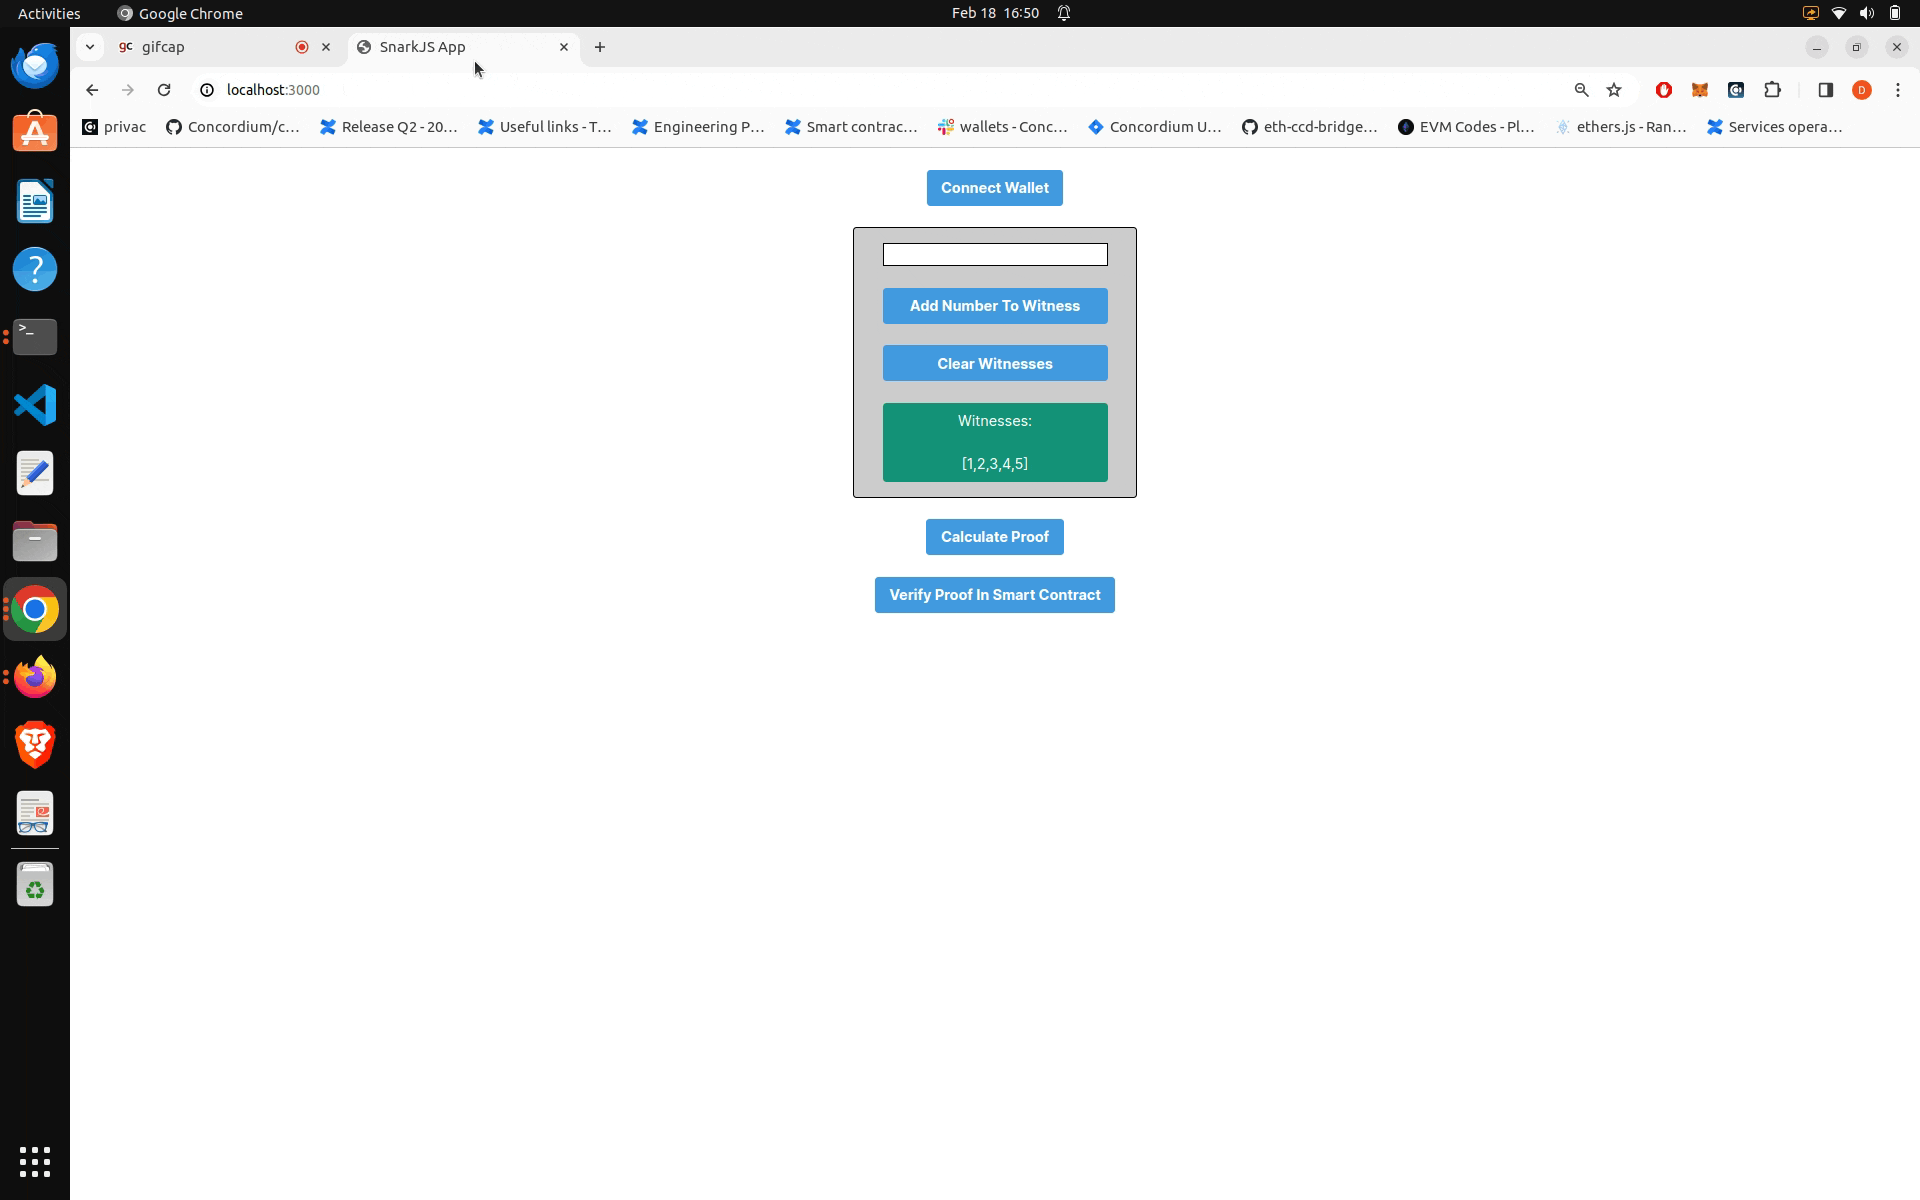 Activities
Google Chrome
Feb 18 16:50
gc gifcap
SnarkJS App
localhost:3000
D
privac
Concordium/c...
Release Q2 - 20...
Useful links - T...
Engineering P...
Smart contrac...
wallets - Conc...
Concordium U...
eth-ccd-bridge...
EVM Codes - Pl...
ethers.js - Ran...
Services opera...
Connect Wallet
Add Number To Witness
Clear Witnesses
Witnesses:
[1,2,3,4,5]
Calculate Proof
Verify Proof In Smart Contract